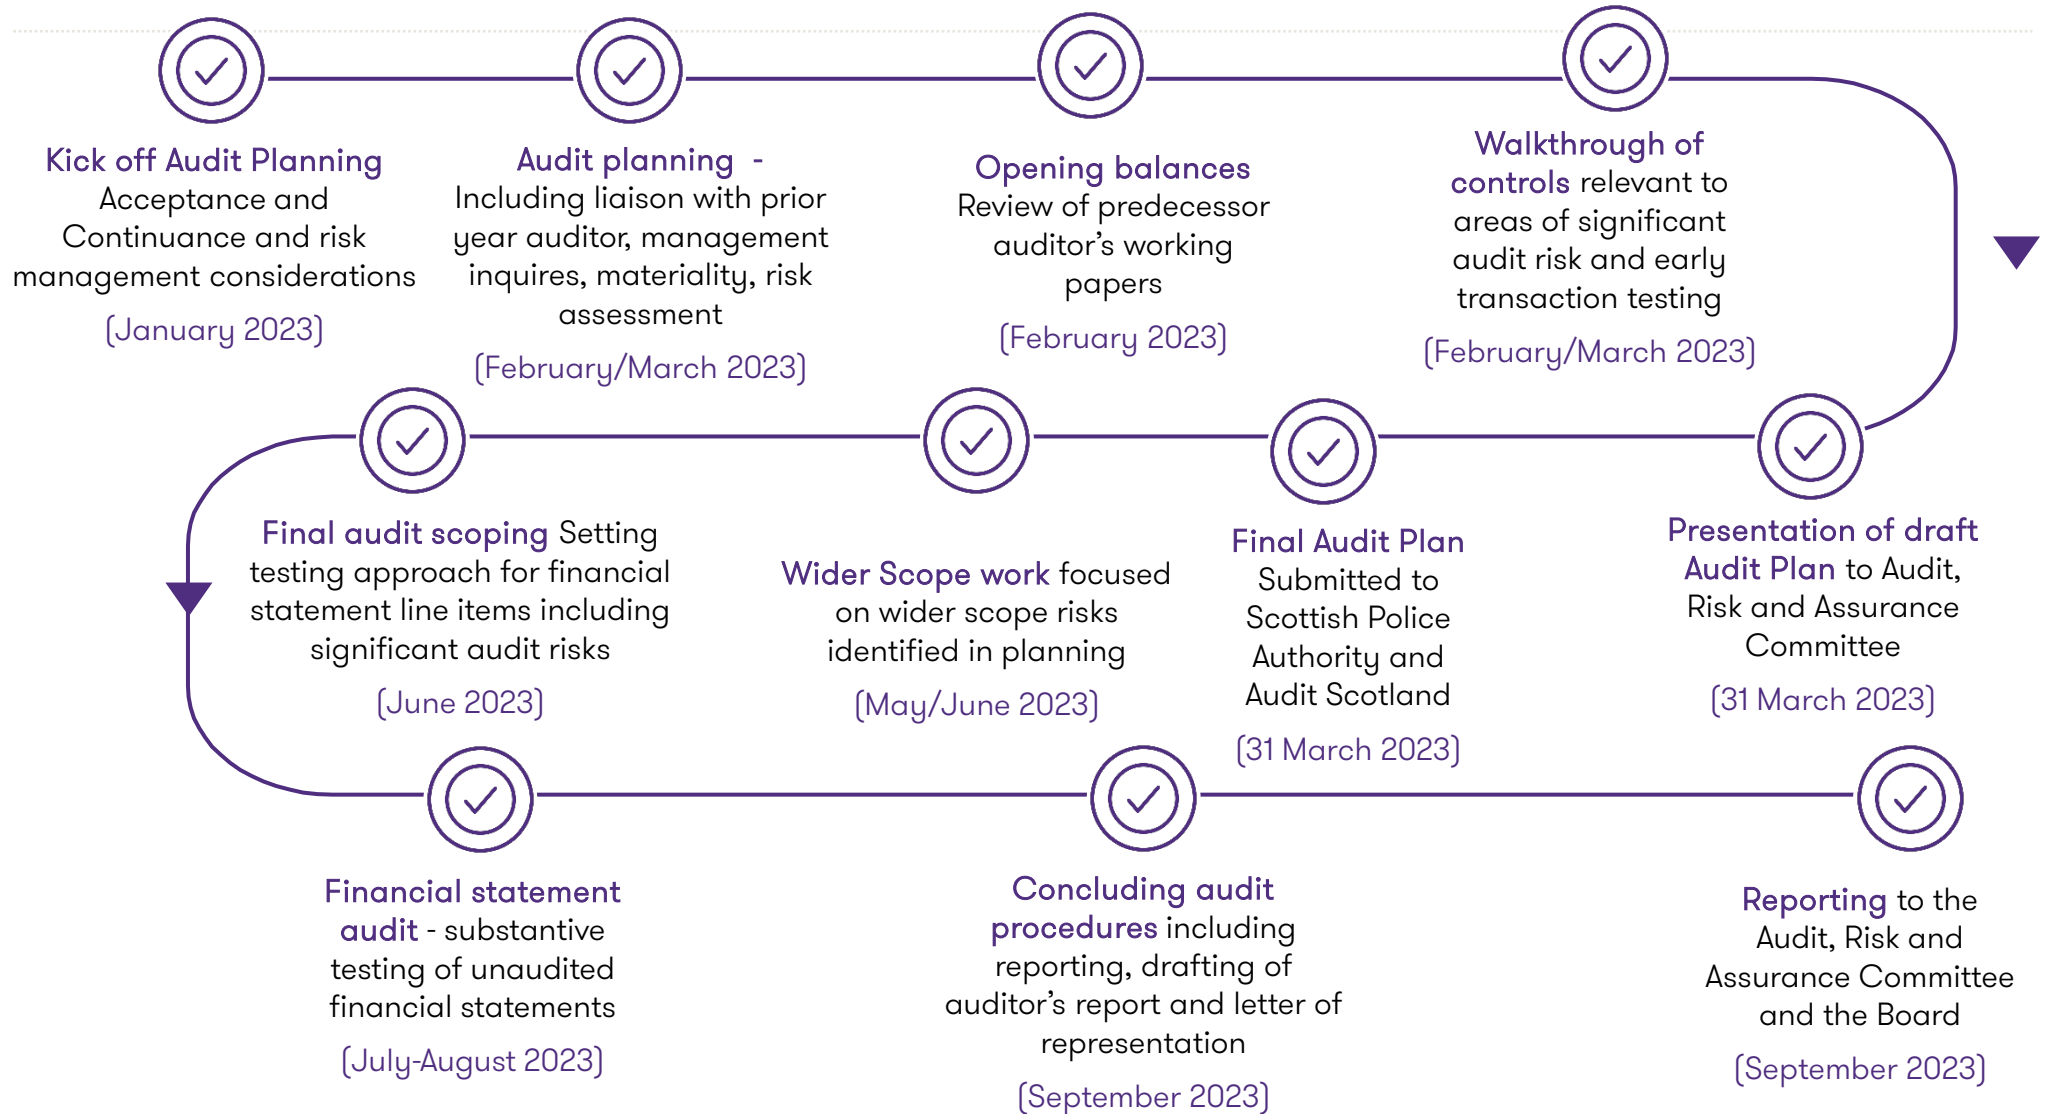 Kick off Audit Planning
Acceptance and
Continuance and risk
management considerations
(January 2023)
Audit planning -
Including liaison with prior
year auditor, management
inquires, materiality, risk
assessment
(February/March 2023)
Opening balances
Review of predecessor
auditor's working
papers
(February 2023)
Walkthrough of
controls relevant to
areas of significant
audit risk and early
transaction testing
(February/March 2023)
Presentation of draft
Audit Plan to Audit,
Risk and Assurance
Committee
(31 March 2023)
Final Audit Plan
Submitted to
Scottish Police
Authority and
Audit Scotland
(31 March 2023)
Wider Scope work focused
on wider scope risks
identified in planning
(May/June 2023)
Final audit scoping Setting
testing approach for financial
statement line items including
significant audit risks
(June 2023)
Financial statement
audit - substantive
testing of unaudited
financial statements
(July-August 2023)
Concluding audit
procedures including
reporting, drafting of
auditor's report and letter of
representation
(September 2023)
Reporting to the
Audit, Risk and
Assurance Committee
and the Board
(September 2023)